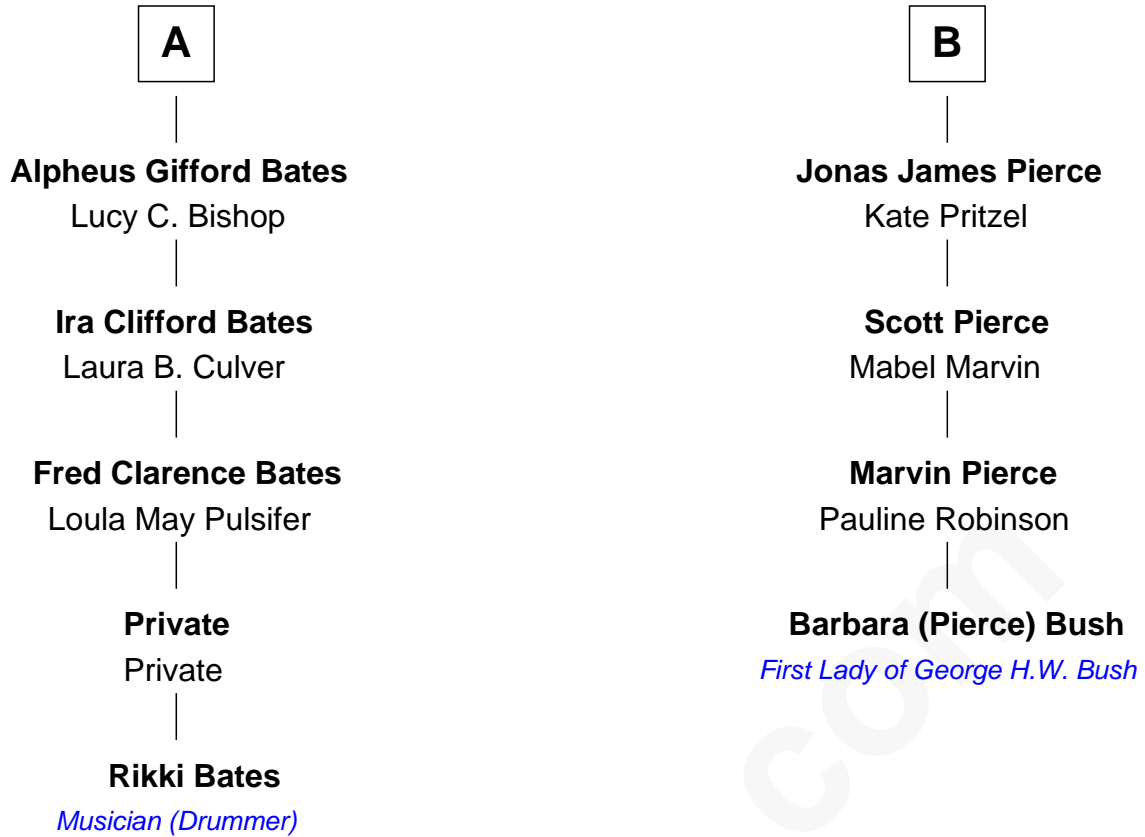 A
Alpheus Gifford Bates
Lucy C. Bishop
Ira Clifford Bates
Laura B. Culver
Fred Clarence Bates
Loula May Pulsifer
Private
Private
Rikki Bates
Musician (Drummer)
B
Jonas James Pierce
Kate Pritzel
Scott Pierce
Mabel Marvin
Marvin Pierce
Pauline Robinson
Barbara (Pierce) Bush
First Lady of George H.W. Bush
com